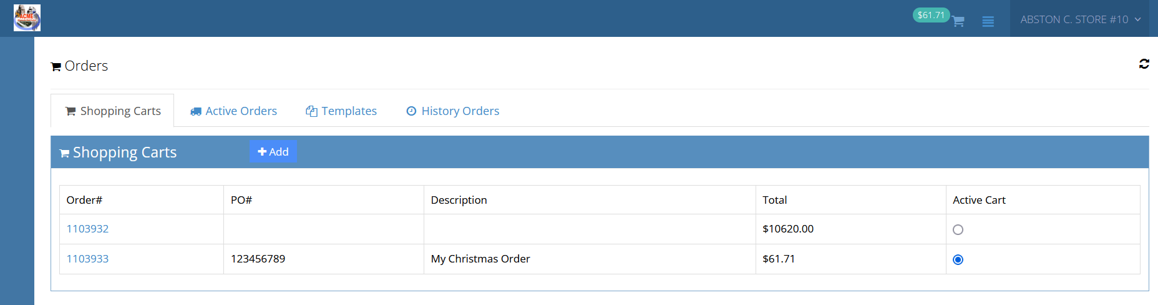 $61.71
ABSTON C. STORE #10
Orders
Shopping Carts
Active Orders
Templates
History Orders
Shopping Carts
Add
Order# PO# Description Total Active Cart
1103932 $10620.00
1103933 123456789 My Christmas Order $61.71